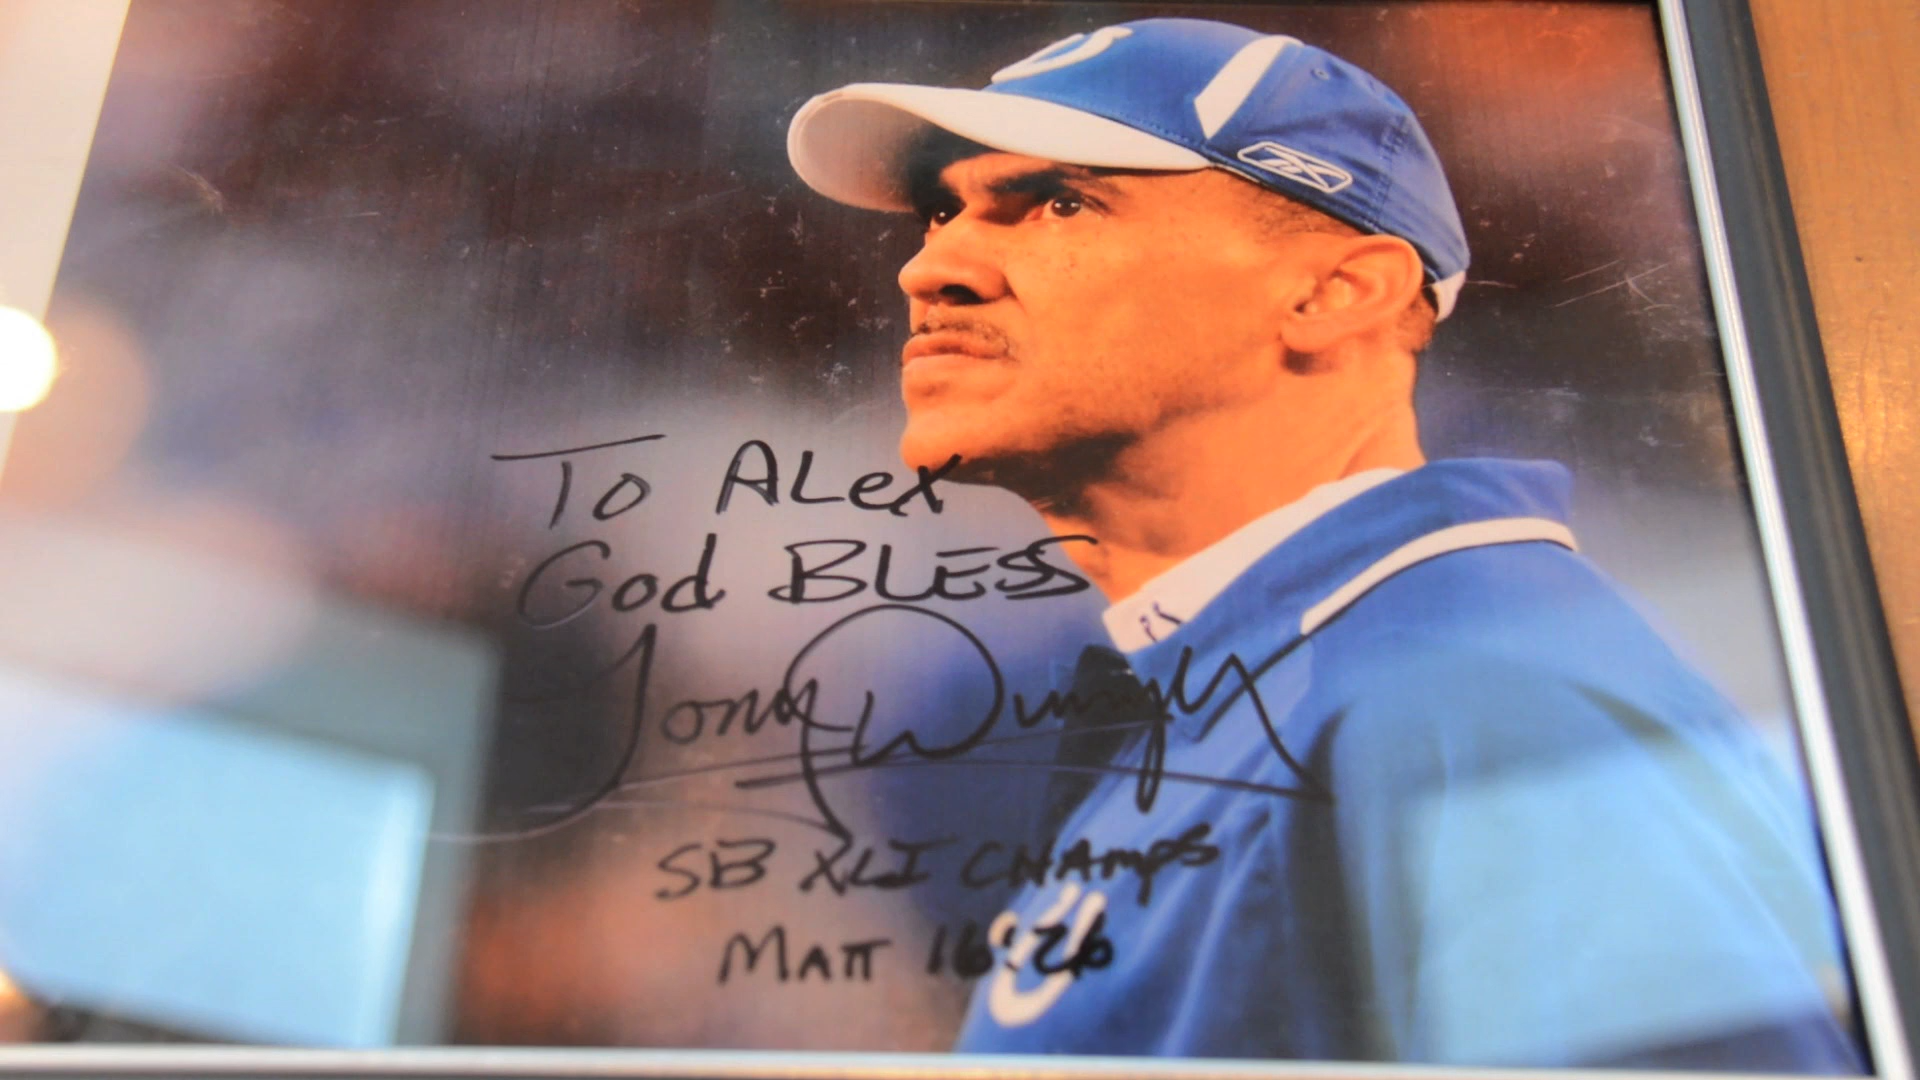 To ALex
God BLESS
Tony Dungy
SB XLI CHAMPS
MATT 16:26